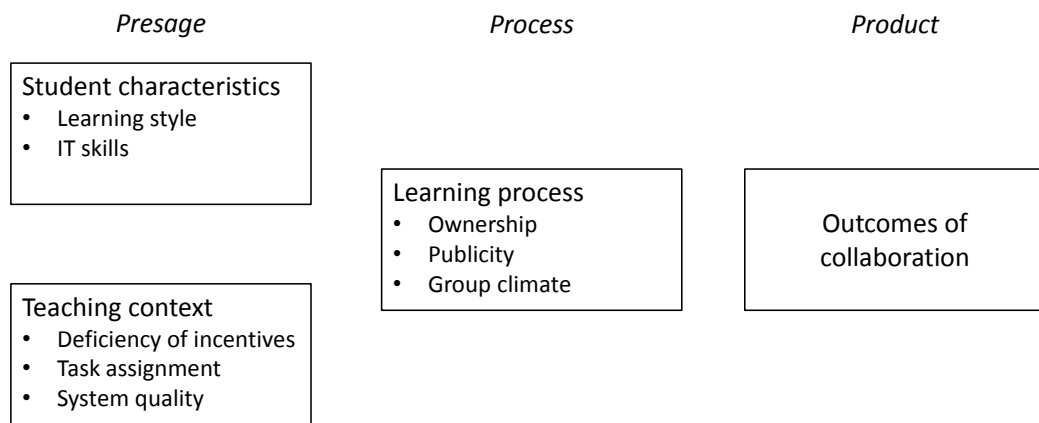 Presage
Process
Product
Student characteristics
• Learning style
• IT skills
Teaching context
• Deficiency of incentives
• Task assignment
• System quality
Learning process
• Ownership
• Publicity
• Group climate
Outcomes of
collaboration